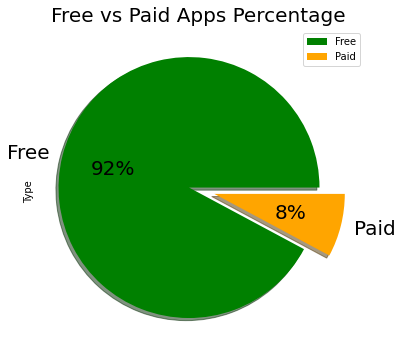 Free vs Paid Apps Percentage
Free
Paid
Free
92%
Type
8%
Paid